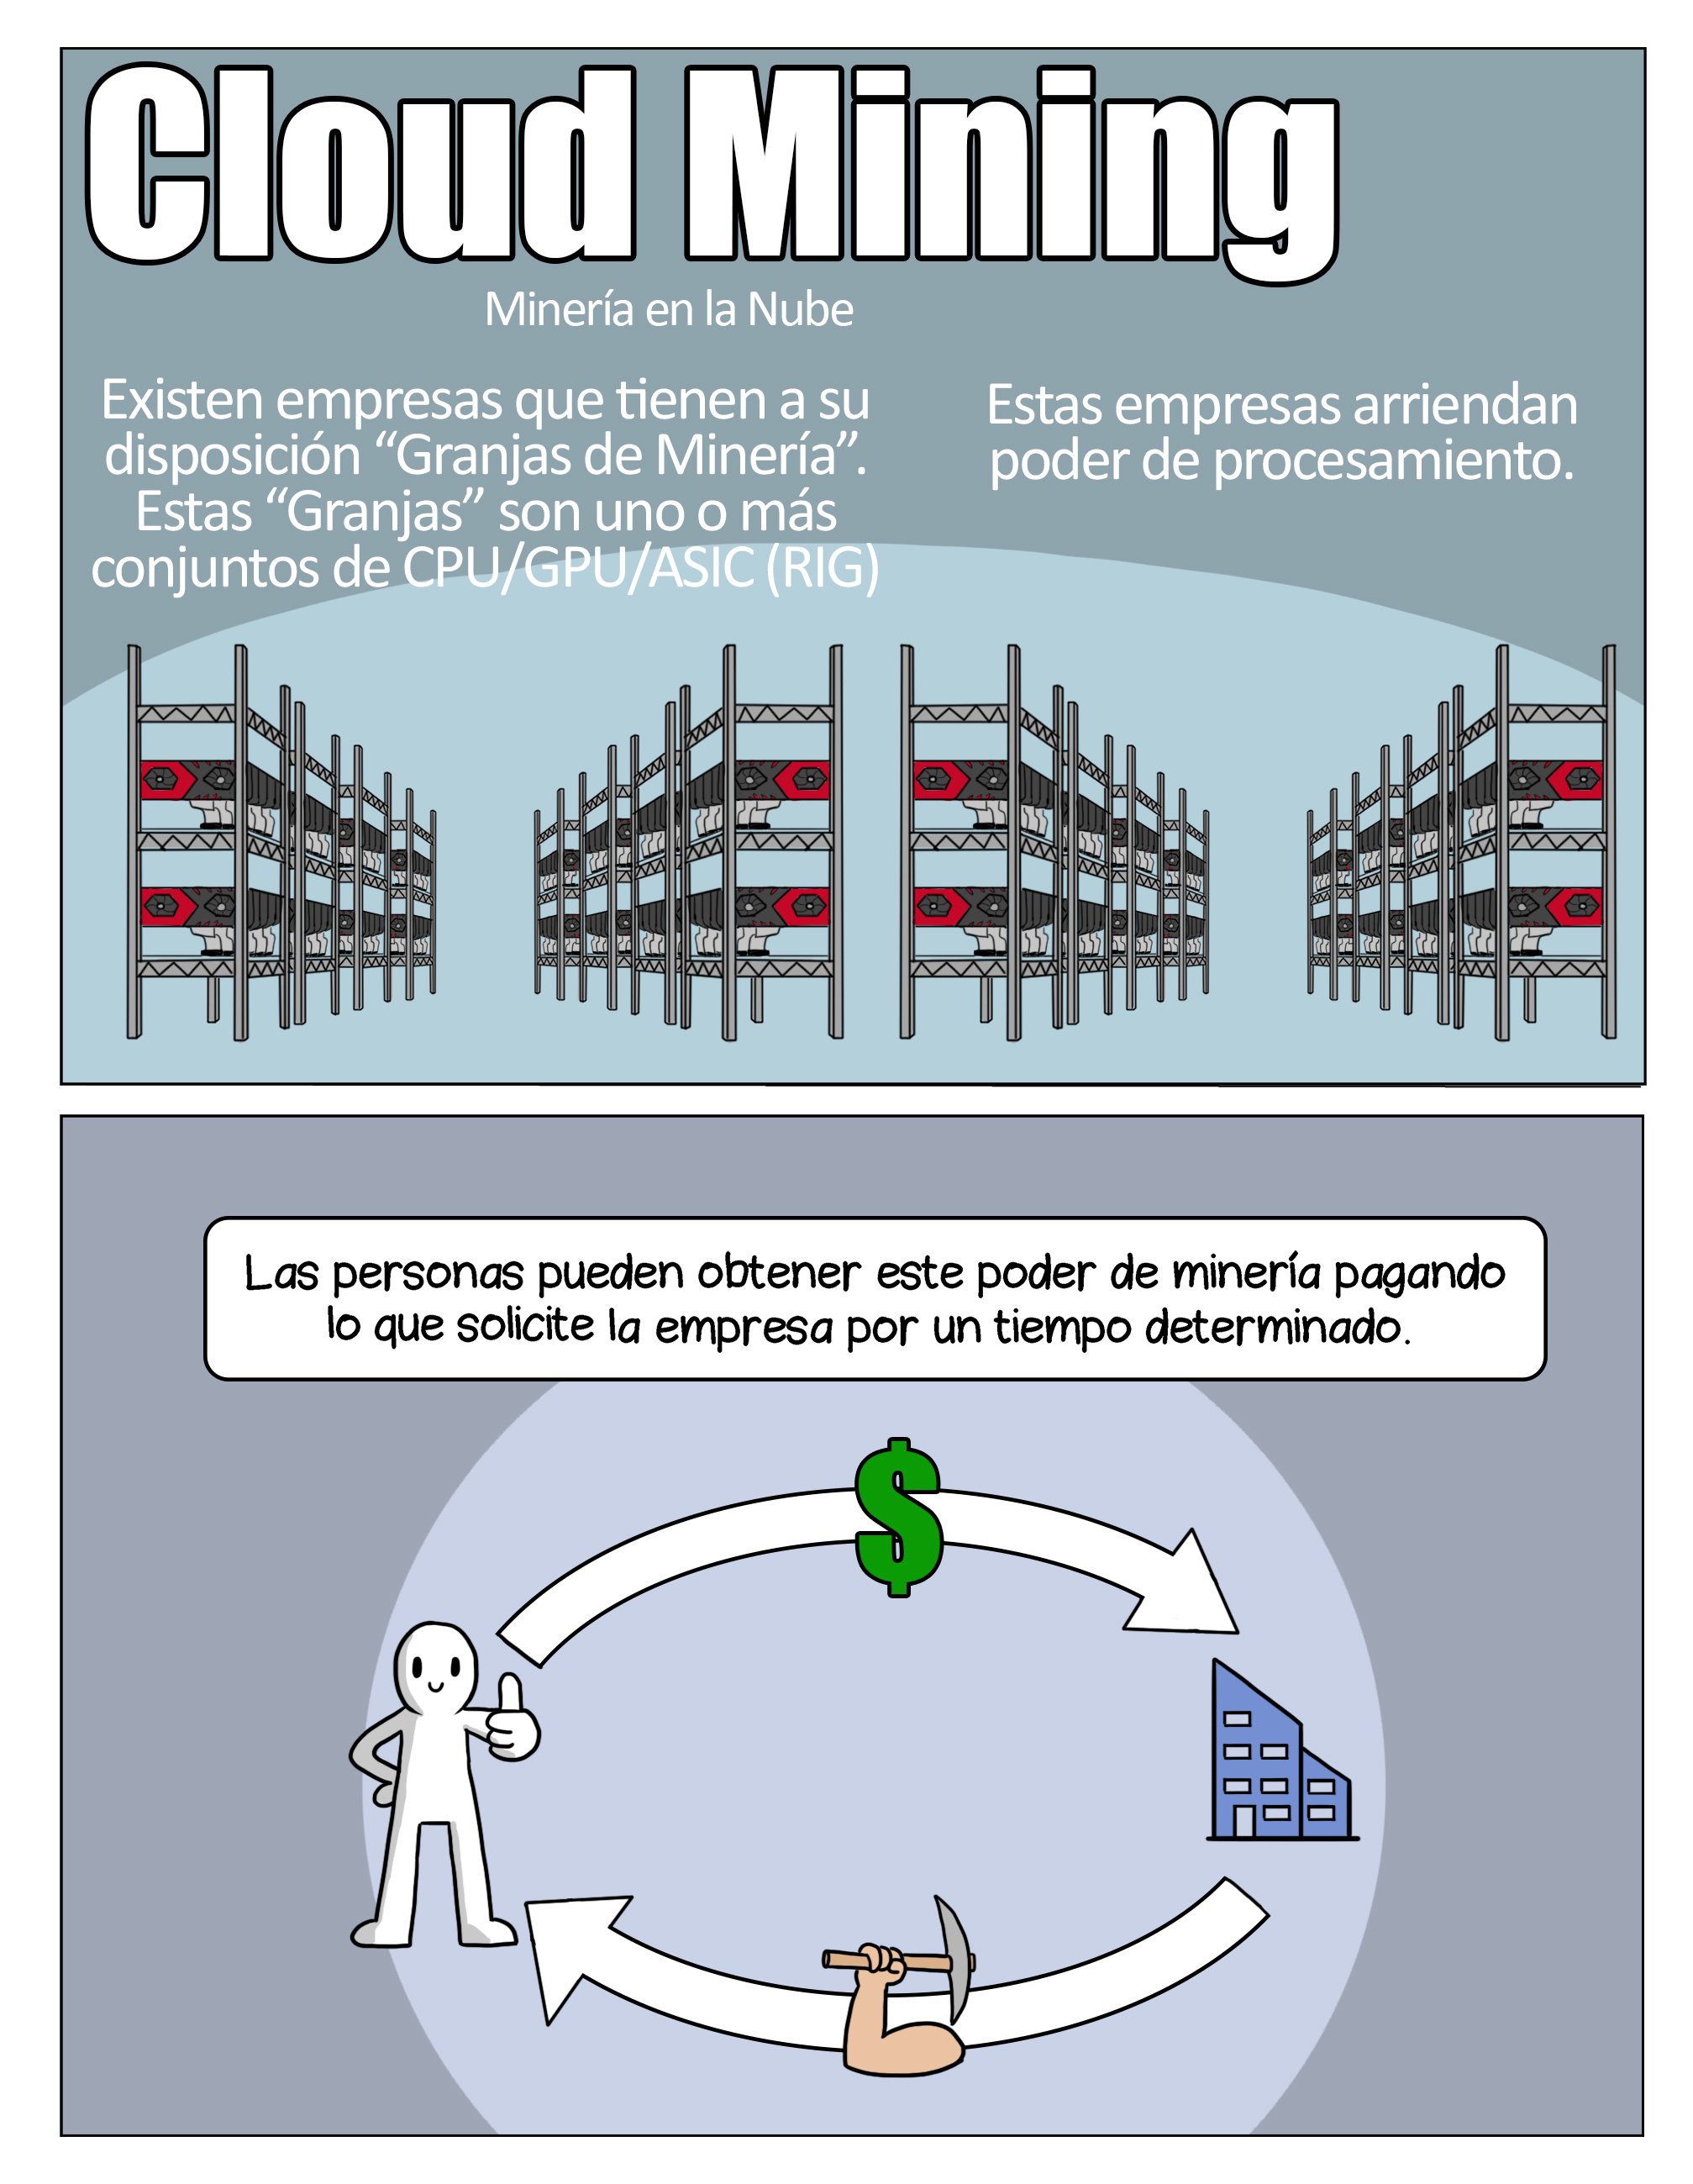 Cloud Mining
Minería en la Nube
Existen empresas que tienen a su
disposición “Granjas de Minería”.
Estas “Granjas” son uno o más
conjuntos de CPU/GPU/ASIC (RIG)
Estas empresas arriendan
poder de procesamiento.
Las personas pueden obtener este poder de minería pagando
lo que solicite la empresa por un tiempo determinado.
$